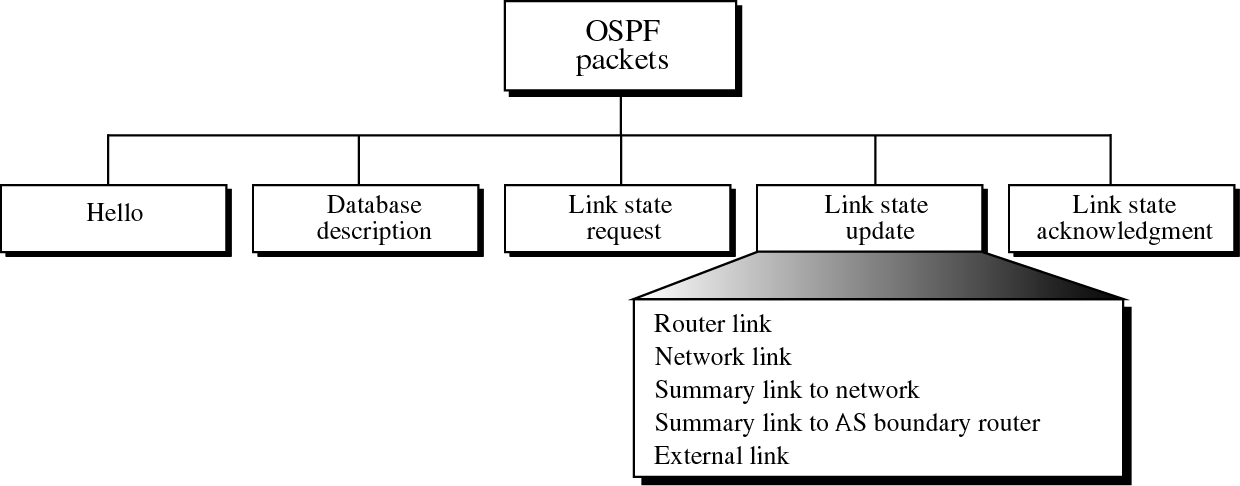 OSPF
packets
Hello
Database
description
Link state
request
Link state
update
Link state
acknowledgment
Router link
Network link
Summary link to network
Summary link to AS boundary router
External link